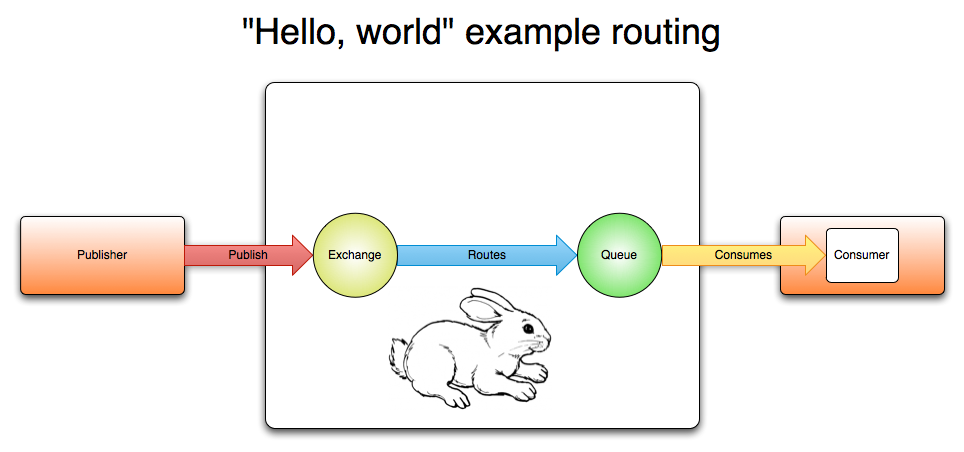 "Hello, world" example routing
Publisher
Publish
Exchange
Routes
Queue
Consumes
Consumer